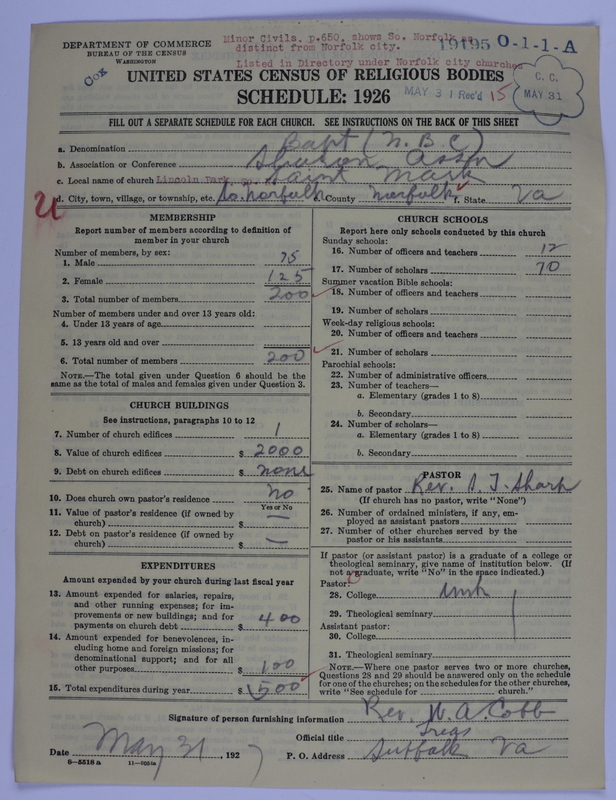 Minor Civils. p.650, shows So. Norfolk as
distinct from Norfolk city.
19195 O-1-1-A
Listed in Directory under Norfolk city churches
DEPARTMENT OF COMMERCE
BUREAU OF THE CENSUS
WASHINGTON
Cox
UNITED STATES CENSUS OF RELIGIOUS BODIES
SCHEDULE: 1926
MAY 31 Rec'd 15
C. C.
MAY 31
FILL OUT A SEPARATE SCHEDULE FOR EACH CHURCH. SEE INSTRUCTIONS ON THE BACK OF THIS SHEET
a. Denomination Bapt (N.B.C)
b. Association or Conference Sharon Assn
c. Local name of church Lincoln Park Saint Mark
d. City, town, village, or township, etc. So Norfolk e. County Norfolk f. State Va
MEMBERSHIP
Report number of members according to definition of
member in your church
Number of members, by sex:
1. Male 75
2. Female 125
3. Total number of members 200
Number of members under and over 13 years old:
4. Under 13 years of age
5. 13 years old and over
6. Total number of members 200
NOTE.—The total given under Question 6 should be the
same as the total of males and females given under Question 3.
CHURCH BUILDINGS
See instructions, paragraphs 10 to 12
7. Number of church edifices 1
8. Value of church edifices $ 2000
9. Debt on church edifices $ none
10. Does church own pastor's residence No
Yes or No
11. Value of pastor's residence (if owned by
church) $ —
12. Debt on pastor's residence (if owned by
church) $ —
EXPENDITURES
Amount expended by your church during last fiscal year
13. Amount expended for salaries, repairs,
and other running expenses; for im-
provements or new buildings; and for
payments on church debt $ 400
14. Amount expended for benevolences, in-
cluding home and foreign missions; for
denominational support; and for all
other purposes $ 100
15. Total expenditures during year $ 500
CHURCH SCHOOLS
Report here only schools conducted by this church
Sunday schools:
16. Number of officers and teachers 12
17. Number of scholars 70
Summer vacation Bible schools:
18. Number of officers and teachers
19. Number of scholars
Week-day religious schools:
20. Number of officers and teachers
21. Number of scholars
Parochial schools:
22. Number of administrative officers
23. Number of teachers—
a. Elementary (grades 1 to 8)
b. Secondary
24. Number of scholars—
a. Elementary (grades 1 to 8)
b. Secondary
PASTOR
25. Name of pastor Rev. S. T. Sharp
(If church has no pastor, write "None")
26. Number of ordained ministers, if any, em-
ployed as assistant pastors
27. Number of other churches served by the
pastor or his assistants
If pastor (or assistant pastor) is a graduate of a college or
theological seminary, give name of institution below. (If
not a graduate, write "No" in the space indicated.)
Pastor:
28. College unk
29. Theological seminary
Assistant pastor:
30. College
31. Theological seminary
NOTE.—Where one pastor serves two or more churches,
Questions 28 and 29 should be answered only on the schedule
for one of the churches; on the schedules for the other churches,
write "See schedule for church."
Signature of person furnishing information Rev. W. A. Cobb
Official title Treas
Date May 31, 1927 P. O. Address Suffolk Va
8—5518 a